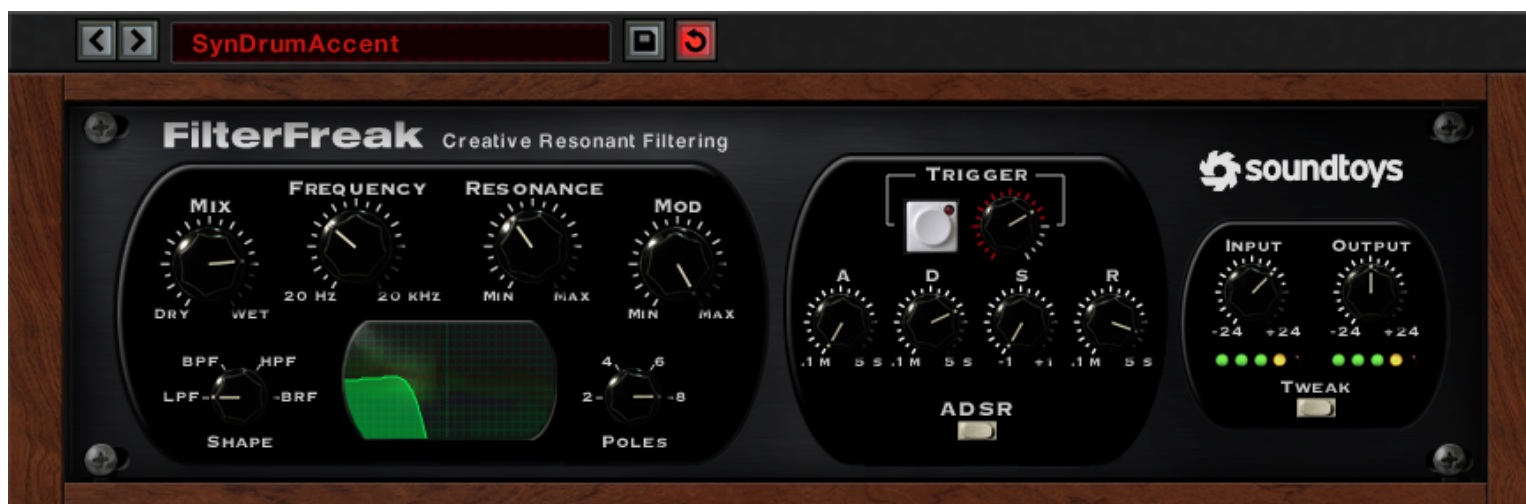 SynDrumAccent
FilterFreak Creative Resonant Filtering
soundtoys
MIX
DRY WET
FREQUENCY
20 HZ 20 KHZ
RESONANCE
MIN MAX
MOD
MIN MAX
TRIGGER
INPUT
-24 +24
OUTPUT
-24 +24
A
.1 M 5 S
D
.1 M 5 S
S
-1 +1
R
.1 M 5 S
BPF HPF
LPF BRF
SHAPE
4 6
2 8
POLES
ADSR
TWEAK